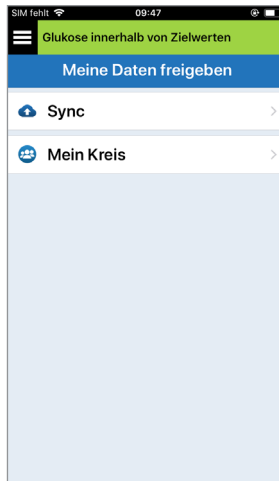 SIM fehlt 09:47
Glukose innerhalb von Zielwerten
Meine Daten freigeben
Sync
Mein Kreis